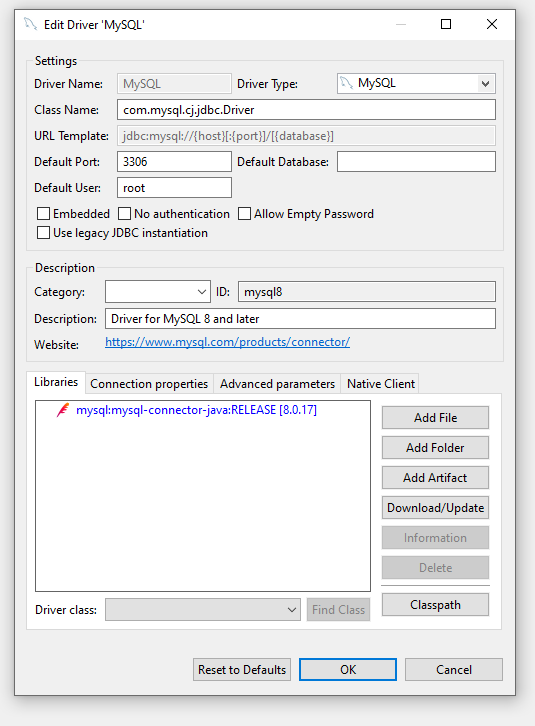 Edit Driver 'MySQL'
Settings
Driver Name: MySQL Driver Type: MySQL
Class Name: com.mysql.cj.jdbc.Driver
URL Template: jdbc:mysql://{host}[:{port}]/[{database}]
Default Port: 3306 Default Database:
Default User: root
Embedded No authentication Allow Empty Password
Use legacy JDBC instantiation
Description
Category: ID: mysql8
Description: Driver for MySQL 8 and later
Website: https://www.mysql.com/products/connector/
Libraries Connection properties Advanced parameters Native Client
mysql:mysql-connector-java:RELEASE [8.0.17]
Add File
Add Folder
Add Artifact
Download/Update
Information
Delete
Classpath
Driver class: Find Class
Reset to Defaults OK Cancel